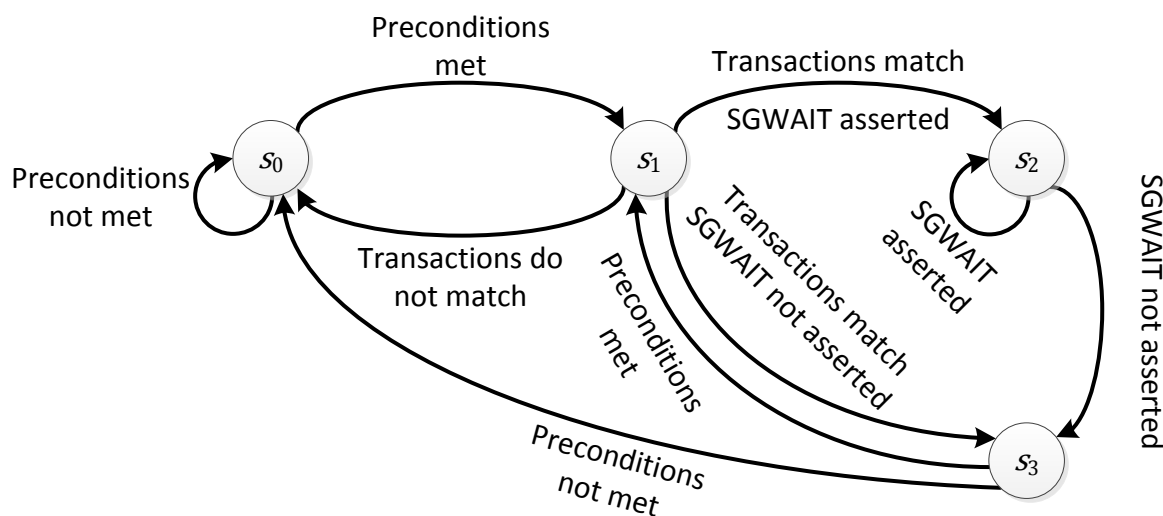 Preconditions
met
Transactions match
SGWAIT asserted
s0
s1
s2
Preconditions
not met
Transactions do
not match
SGWAIT
asserted
SGWAIT not asserted
Transactions match
SGWAIT not asserted
Preconditions
met
Preconditions
not met
s3